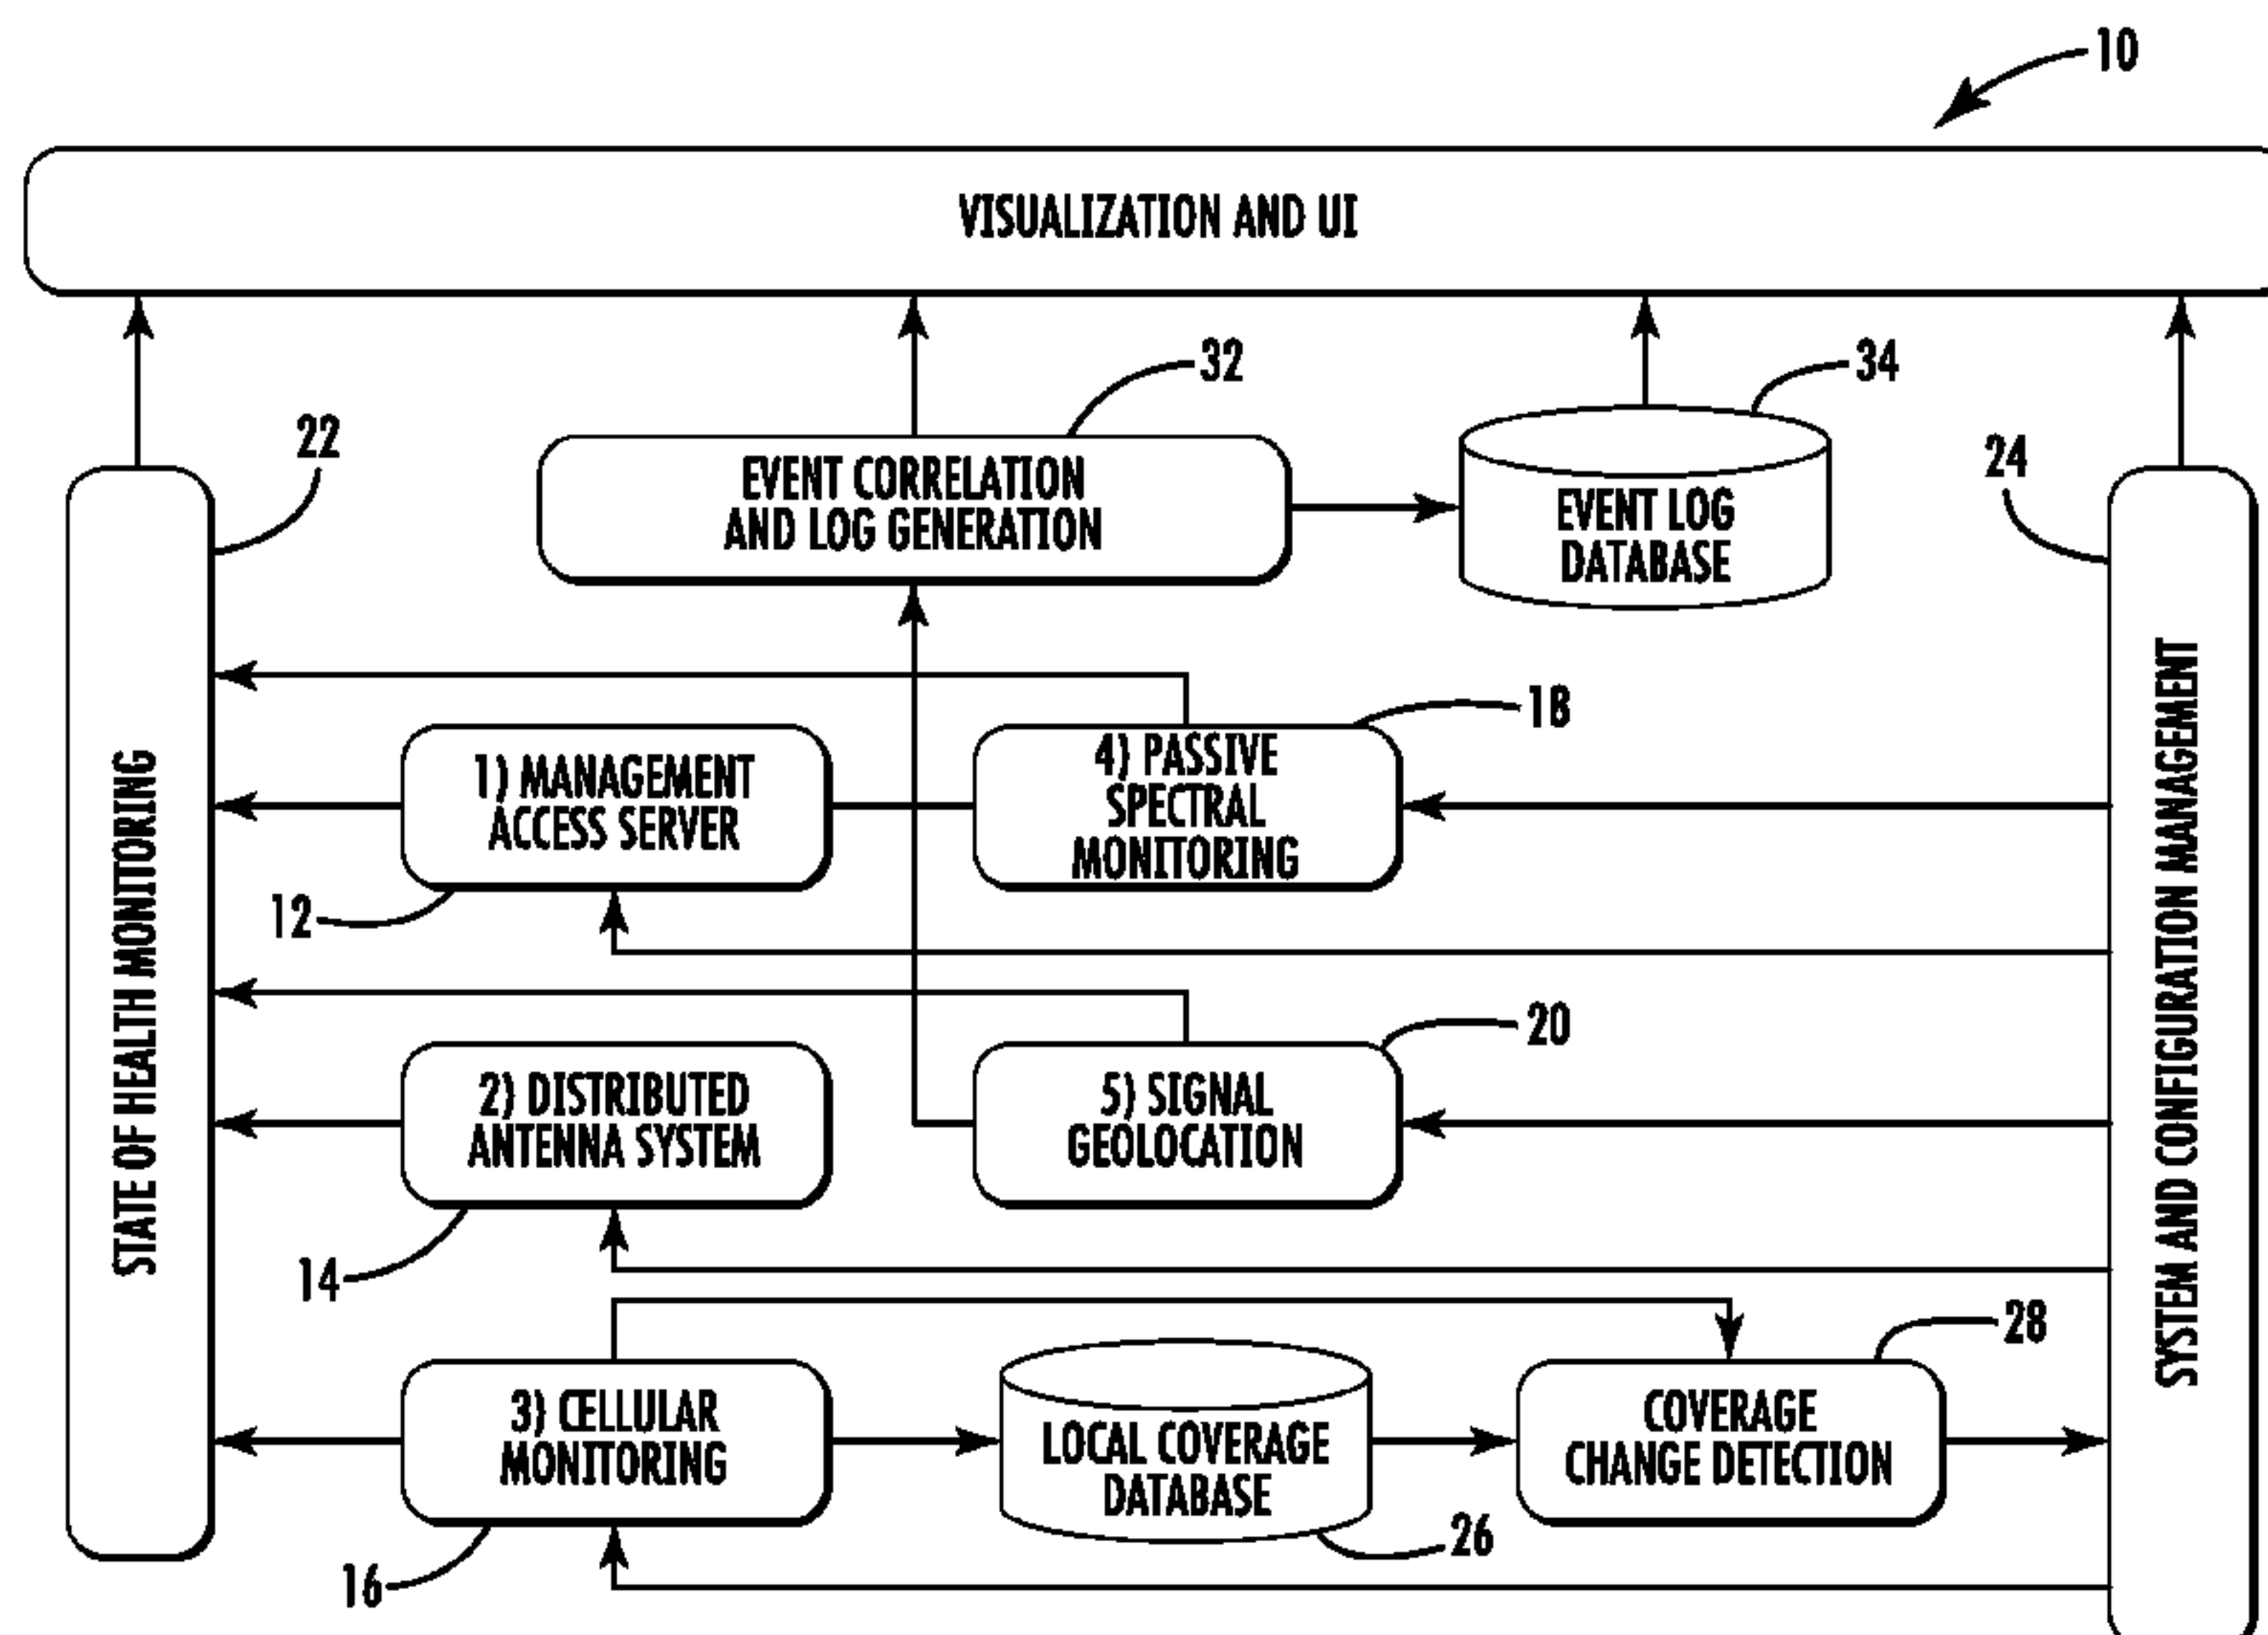 10
VISUALIZATION AND UI
32
34
22
24
EVENT CORRELATION
AND LOG GENERATION
EVENT LOG
DATABASE
STATE OF HEALTH MONITORING
SYSTEM AND CONFIGURATION MANAGEMENT
18
1) MANAGEMENT
ACCESS SERVER
4) PASSIVE
SPECTRAL
MONITORING
12
20
2) DISTRIBUTED
ANTENNA SYSTEM
5) SIGNAL
GEOLOCATION
14
28
3) CELLULAR
MONITORING
LOCAL COVERAGE
DATABASE
COVERAGE
CHANGE DETECTION
26
16